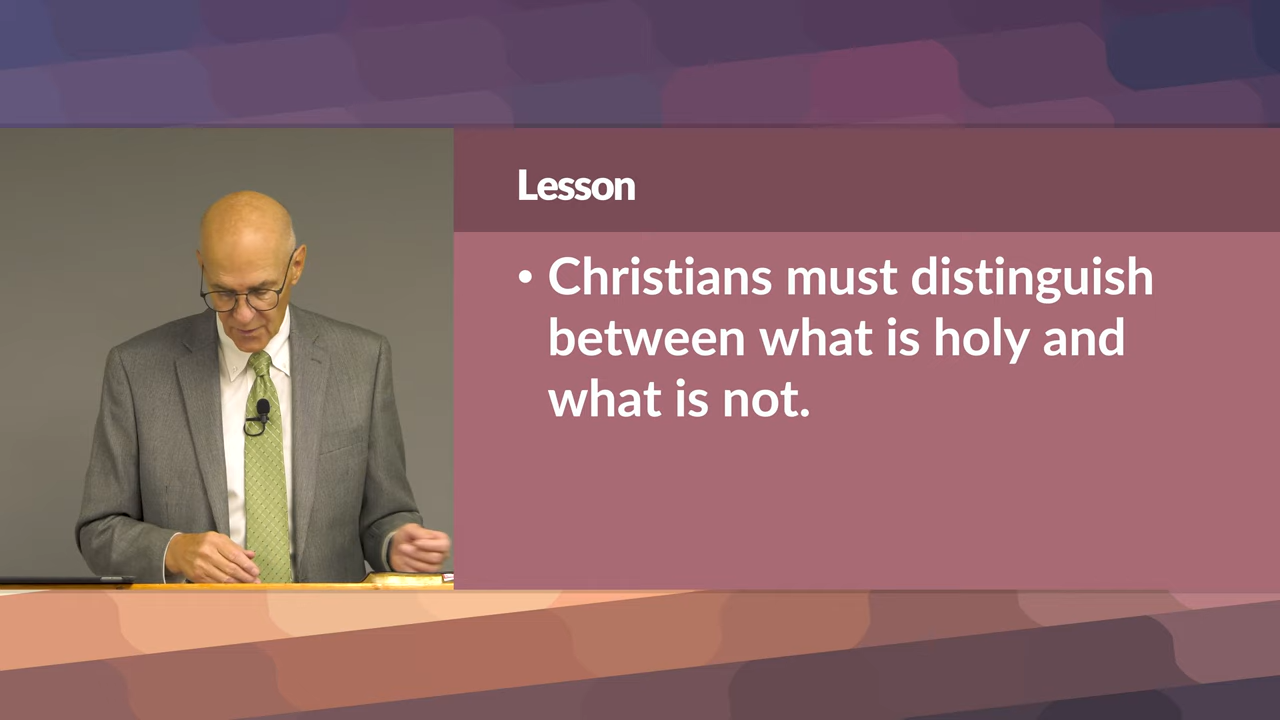 Lesson
• Christians must distinguish
between what is holy and
what is not.